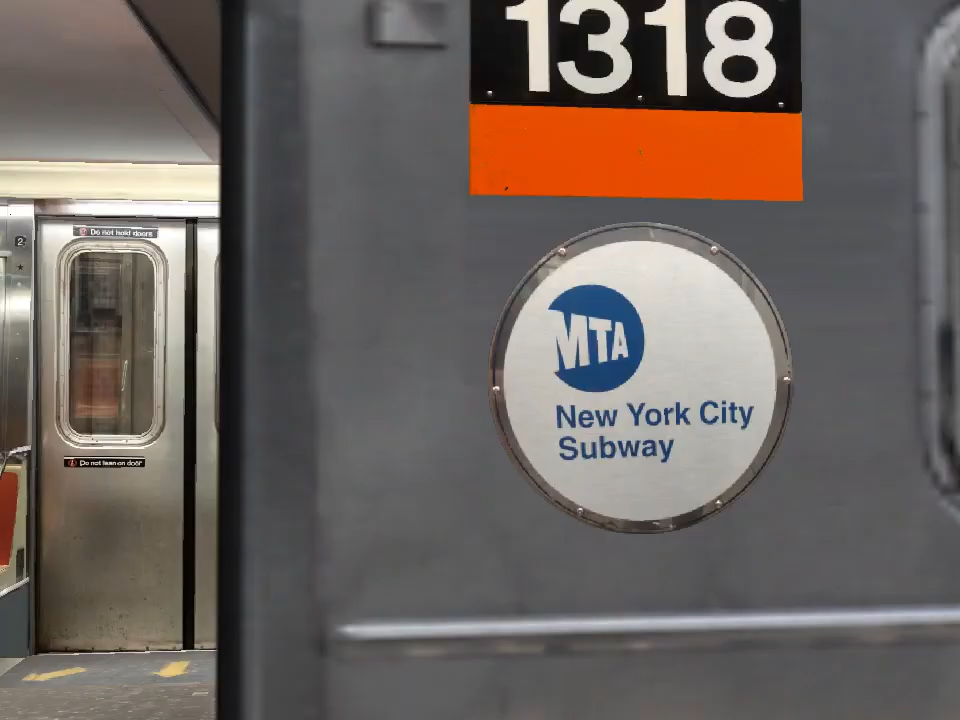 1318
MTA
New York City
Subway
Do not hold doors
2
Do not lean on door